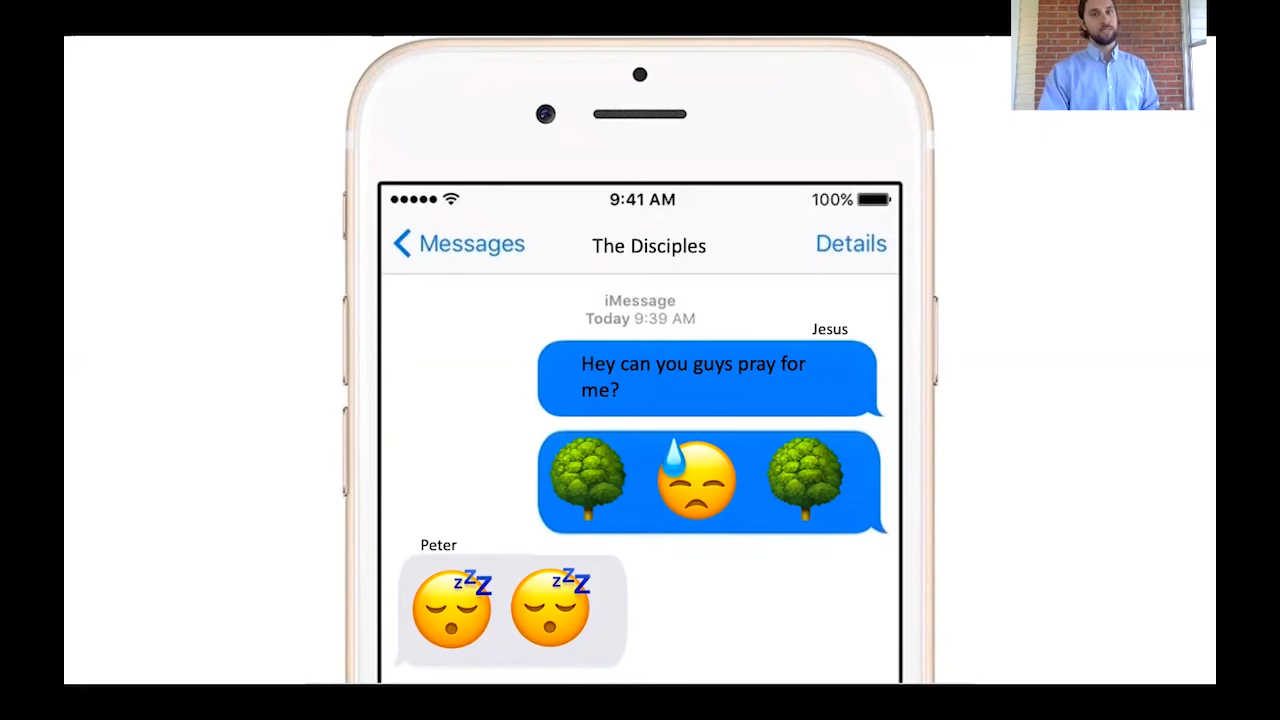 9:41 AM 100%
Messages The Disciples Details
iMessage
Today 9:39 AM
Jesus
Hey can you guys pray for
me?
Peter